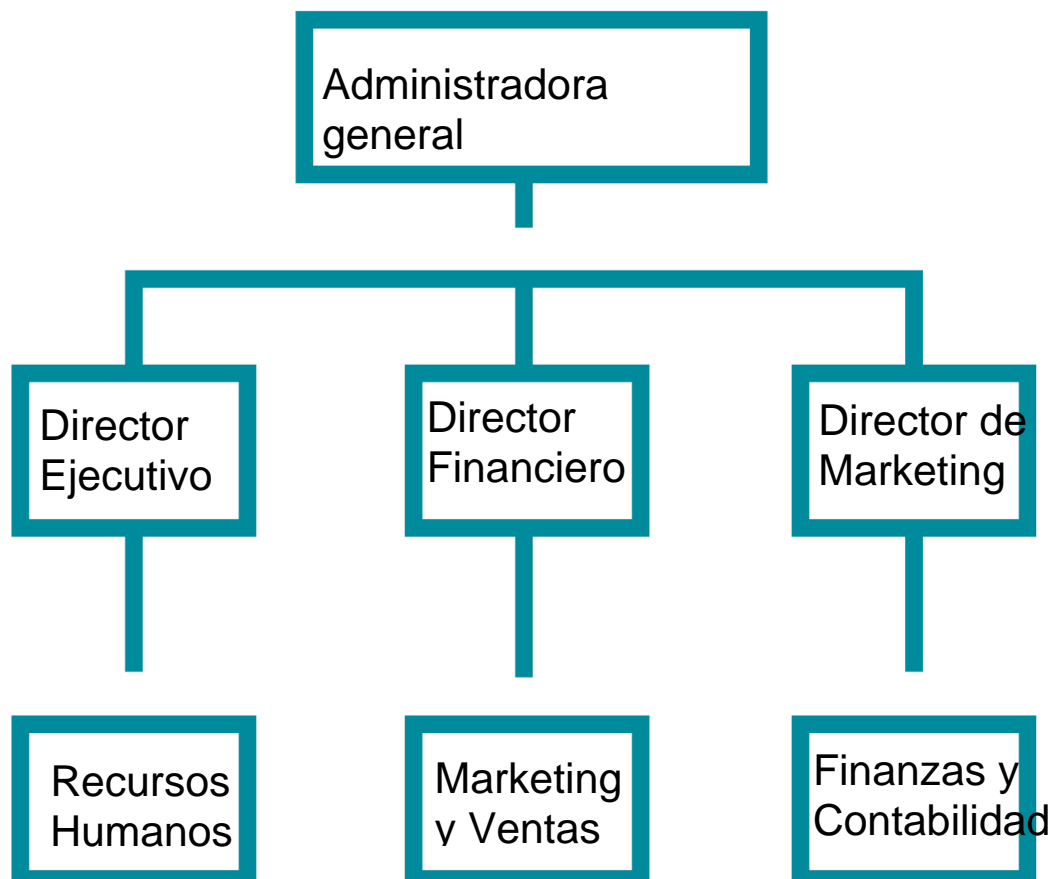 Administradora
general
Director
Ejecutivo
Director
Financiero
Director de
Marketing
Recursos
Humanos
Marketing
y Ventas
Finanzas y
Contabilidad